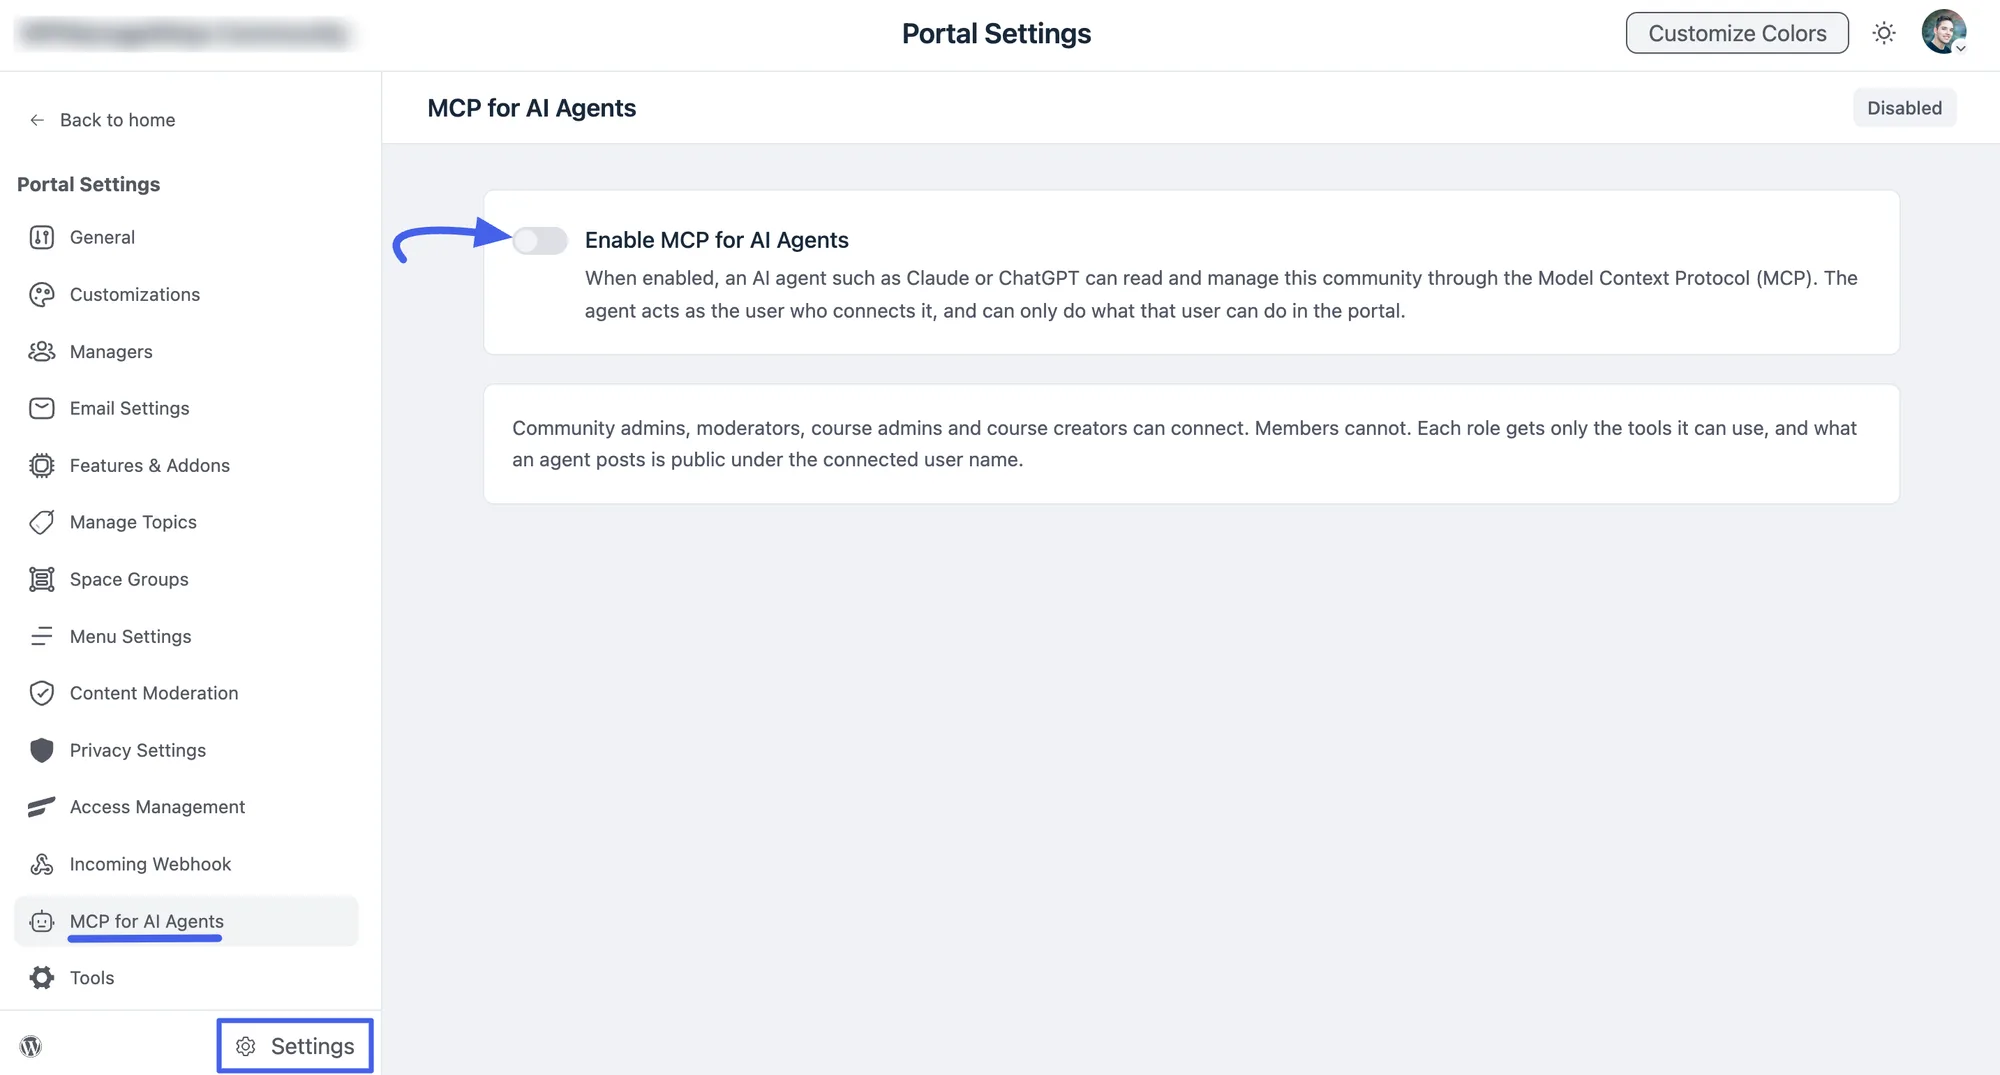 Portal Settings
Customize Colors
Back to home
Portal Settings
General
Customizations
Managers
Email Settings
Features & Addons
Manage Topics
Space Groups
Menu Settings
Content Moderation
Privacy Settings
Access Management
Incoming Webhook
MCP for AI Agents
Tools
Settings
MCP for AI Agents
Disabled
Enable MCP for AI Agents
When enabled, an AI agent such as Claude or ChatGPT can read and manage this community through the Model Context Protocol (MCP). The
agent acts as the user who connects it, and can only do what that user can do in the portal.
Community admins, moderators, course admins and course creators can connect. Members cannot. Each role gets only the tools it can use, and what
an agent posts is public under the connected user name.